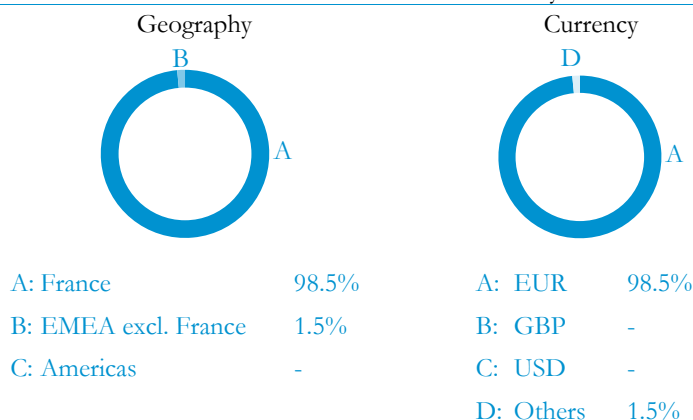 Geography
B
A
A: France 98.5%
B: EMEA excl. France 1.5%
C: Americas -
Currency
D
A
A: EUR 98.5%
B: GBP -
C: USD -
D: Others 1.5%